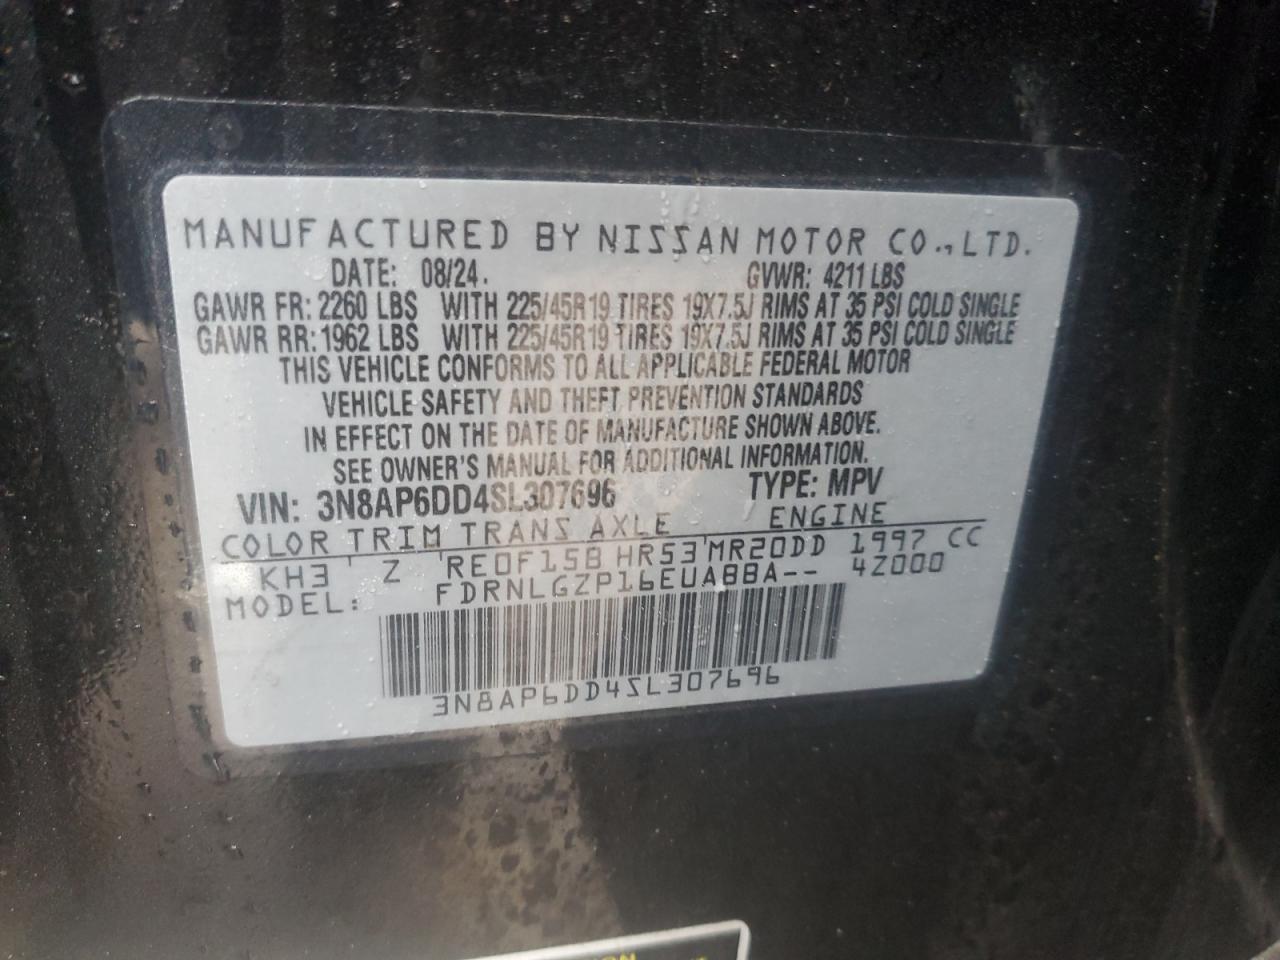 MANUFACTURED BY NISSAN MOTOR CO., LTD.
DATE: 08/24. GVWR: 4211 LBS
GAWR FR: 2260 LBS WITH 225/45R19 TIRES 19X7.5J RIMS AT 35 PSI COLD SINGLE
GAWR RR: 1962 LBS WITH 225/45R19 TIRES 19X7.5J RIMS AT 35 PSI COLD SINGLE
THIS VEHICLE CONFORMS TO ALL APPLICABLE FEDERAL MOTOR
VEHICLE SAFETY AND THEFT PREVENTION STANDARDS
IN EFFECT ON THE DATE OF MANUFACTURE SHOWN ABOVE.
SEE OWNER'S MANUAL FOR ADDITIONAL INFORMATION.
VIN: 3N8AP6DD4SL307696 TYPE: MPV
COLOR TRIM TRANS AXLE ENGINE
KH3 Z RE0F15B HR53 MR20DD 1997 CC
MODEL: FDRNLGZP16EUABBA-- 4Z000
3N8AP6DD4SL307696